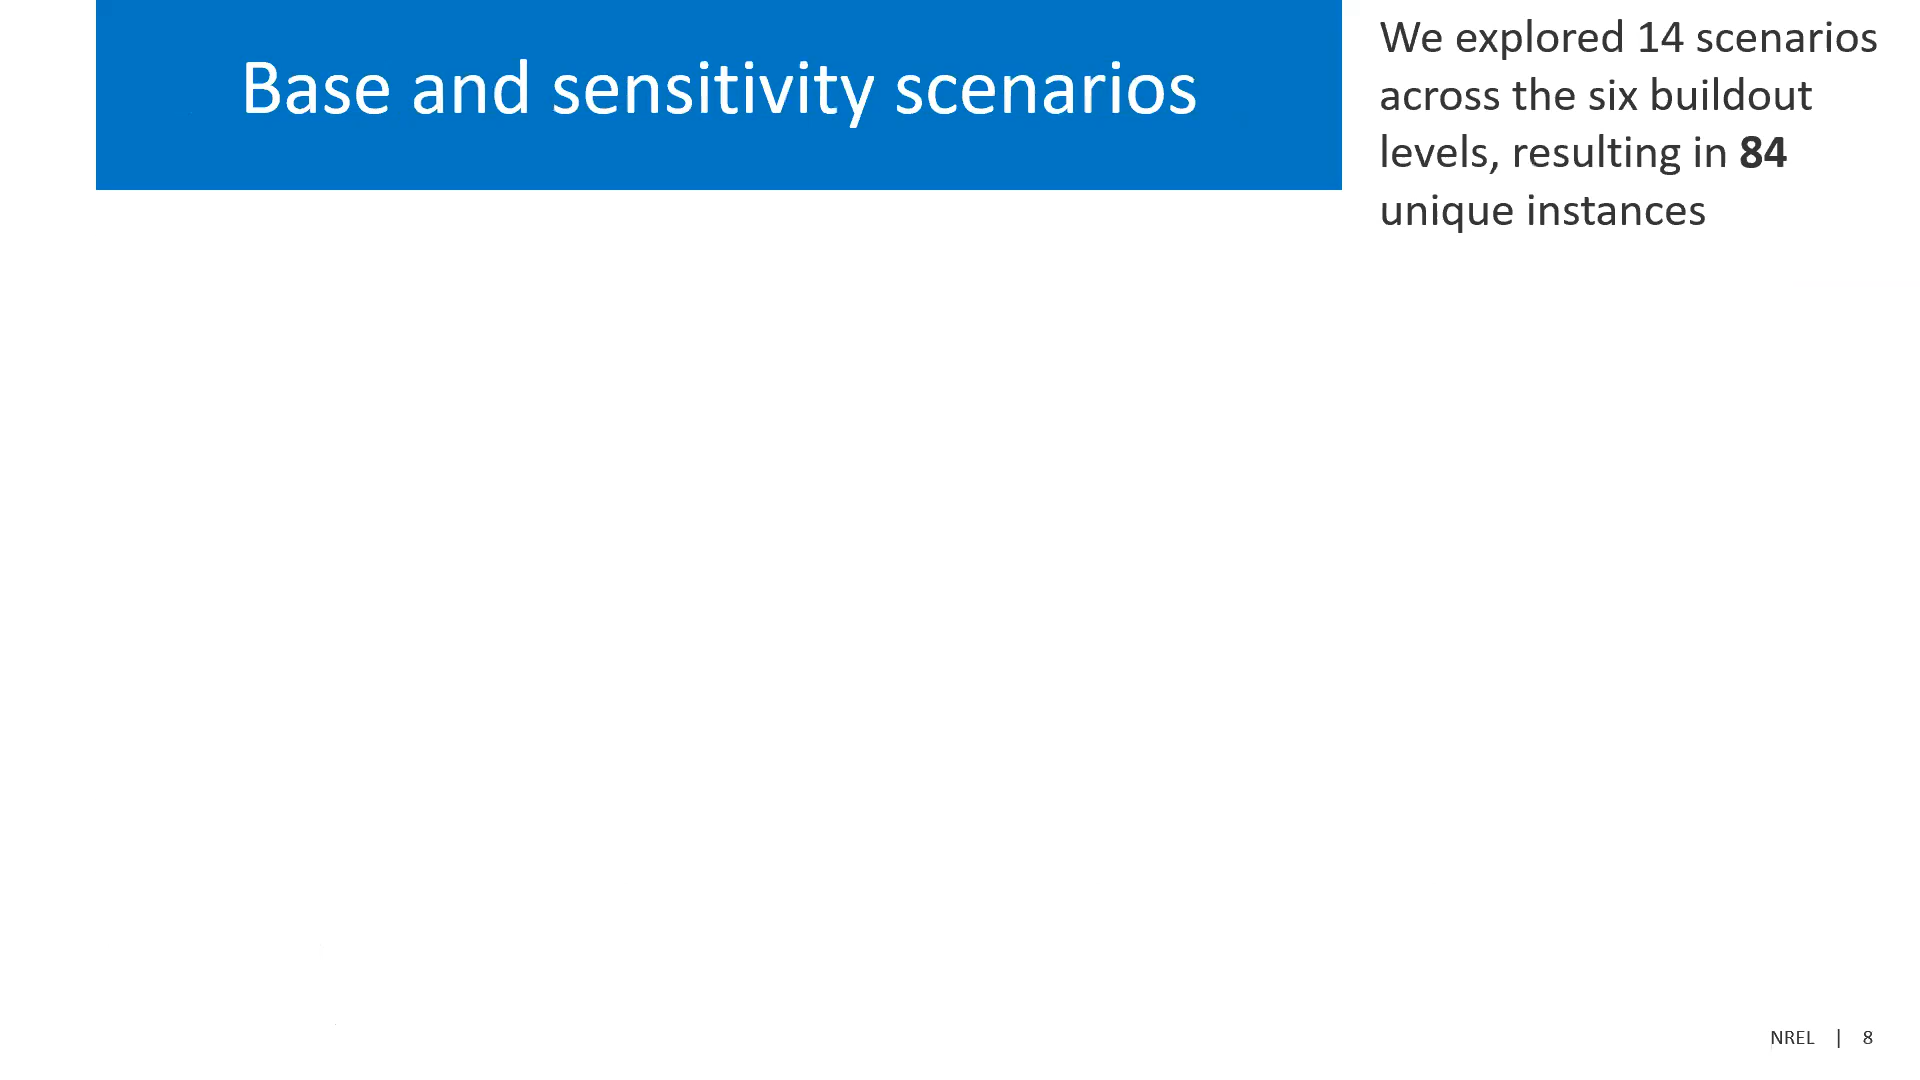 Base and sensitivity scenarios
We explored 14 scenarios
across the six buildout
levels, resulting in 84
unique instances
NREL | 8